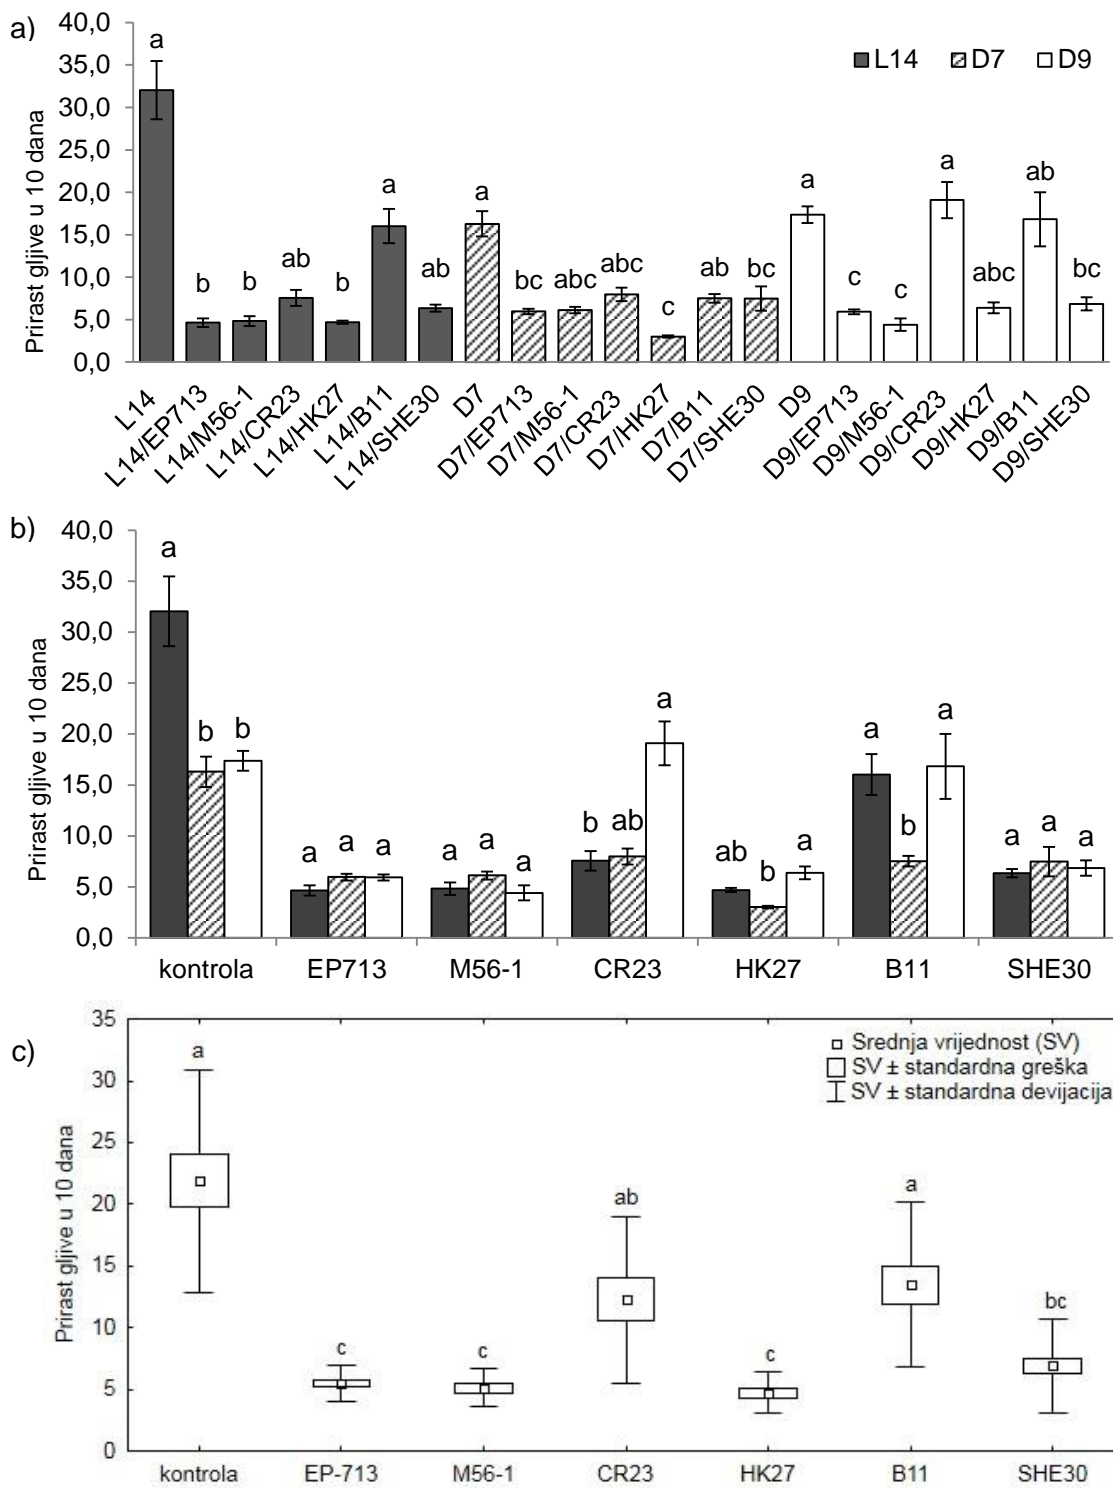 a)
40,0
35,0
30,0
25,0
20,0
15,0
10,0
5,0
0,0
Prirast gljive u 10 dana
L14 D7 D9
a
b
b
ab
b
a
ab
a
bc
abc
abc
c
ab
bc
a
c
c
a
abc
ab
bc
L14
L14/EP713
L14/M56-1
L14/CR23
L14/HK27
L14/B11
L14/SHE30
D7
D7/EP713
D7/M56-1
D7/CR23
D7/HK27
D7/B11
D7/SHE30
D9
D9/EP713
D9/M56-1
D9/CR23
D9/HK27
D9/B11
D9/SHE30
b)
40,0
35,0
30,0
25,0
20,0
15,0
10,0
5,0
0,0
Prirast gljive u 10 dana
a b b
a a a
a a a
b ab a
ab b a
a b a
a a a
kontrola EP713 M56-1 CR23 HK27 B11 SHE30
c)
35
30
25
20
15
10
5
0
Prirast gljive u 10 dana
Srednja vrijednost (SV)
SV ± standardna greška
SV ± standardna devijacija
a
c
c
ab
c
a
bc
kontrola EP-713 M56-1 CR23 HK27 B11 SHE30